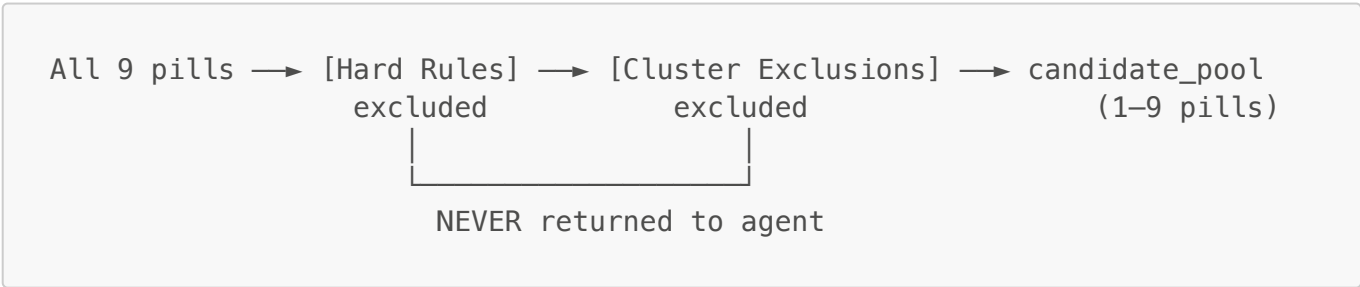 All 9 pills ──► [Hard Rules] ──► [Cluster Exclusions] ──► candidate_pool
excluded excluded (1–9 pills)
NEVER returned to agent